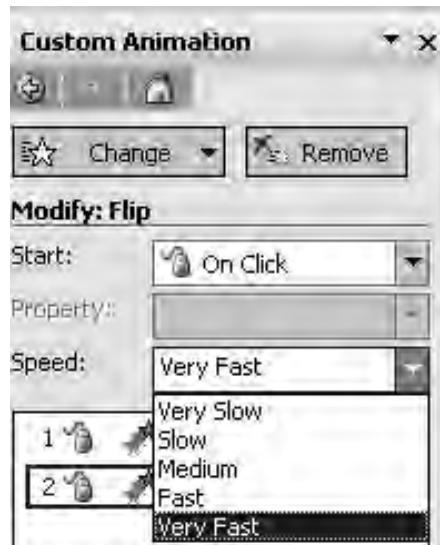 Custom Animation
Change
Remove
Modify: Flip
Start:
On Click
Property:
Speed:
Very Fast
Very Slow
1
Slow
Medium
2
Fast
Very Fast